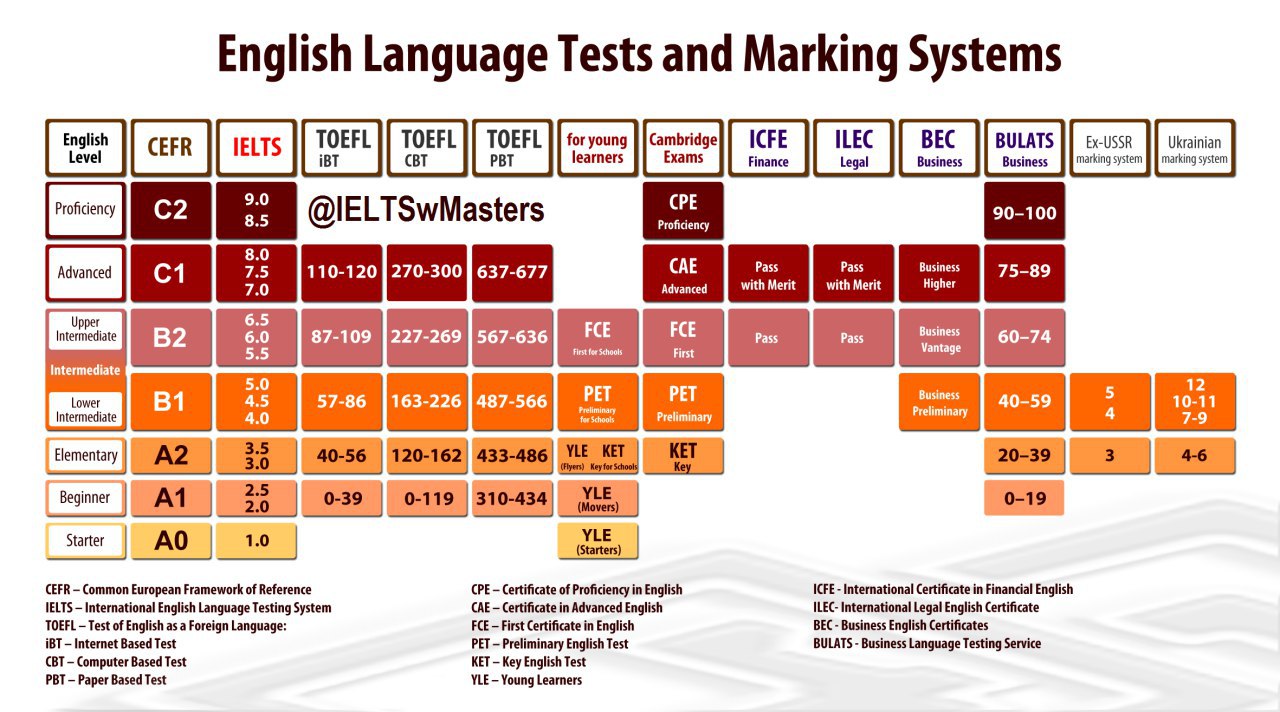 English Language Tests and Marking Systems
English Level CEFR IELTS TOEFL iBT TOEFL CBT TOEFL PBT for young learners Cambridge Exams ICFE Finance ILEC Legal BEC Business BULATS Business Ex-USSR marking system Ukrainian marking system
Proficiency C2 9.0 8.5 @IELTSwMasters CPE Proficiency 90–100
Advanced C1 8.0 7.5 7.0 110-120 270-300 637-677 CAE Advanced Pass with Merit Pass with Merit Business Higher 75–89
Upper Intermediate B2 6.5 6.0 5.5 87-109 227-269 567-636 FCE First for Schools FCE First Pass Pass Business Vantage 60–74
Intermediate
Lower Intermediate B1 5.0 4.5 4.0 57-86 163-226 487-566 PET Preliminary for Schools PET Preliminary Business Preliminary 40–59 5 4 12 10-11 7-9
Elementary A2 3.5 3.0 40-56 120-162 433-486 YLE (Flyers) KET Key for Schools KET Key 20–39 3 4-6
Beginner A1 2.5 2.0 0-39 0-119 310-434 YLE (Movers) 0–19
Starter A0 1.0 YLE (Starters)
CEFR – Common European Framework of Reference
IELTS – International English Language Testing System
TOEFL – Test of English as a Foreign Language:
iBT – Internet Based Test
CBT – Computer Based Test
PBT – Paper Based Test
CPE – Certificate of Proficiency in English
CAE – Certificate in Advanced English
FCE – First Certificate in English
PET – Preliminary English Test
KET – Key English Test
YLE – Young Learners
ICFE - International Certificate in Financial English
ILEC- International Legal English Certificate
BEC - Business English Certificates
BULATS - Business Language Testing Service